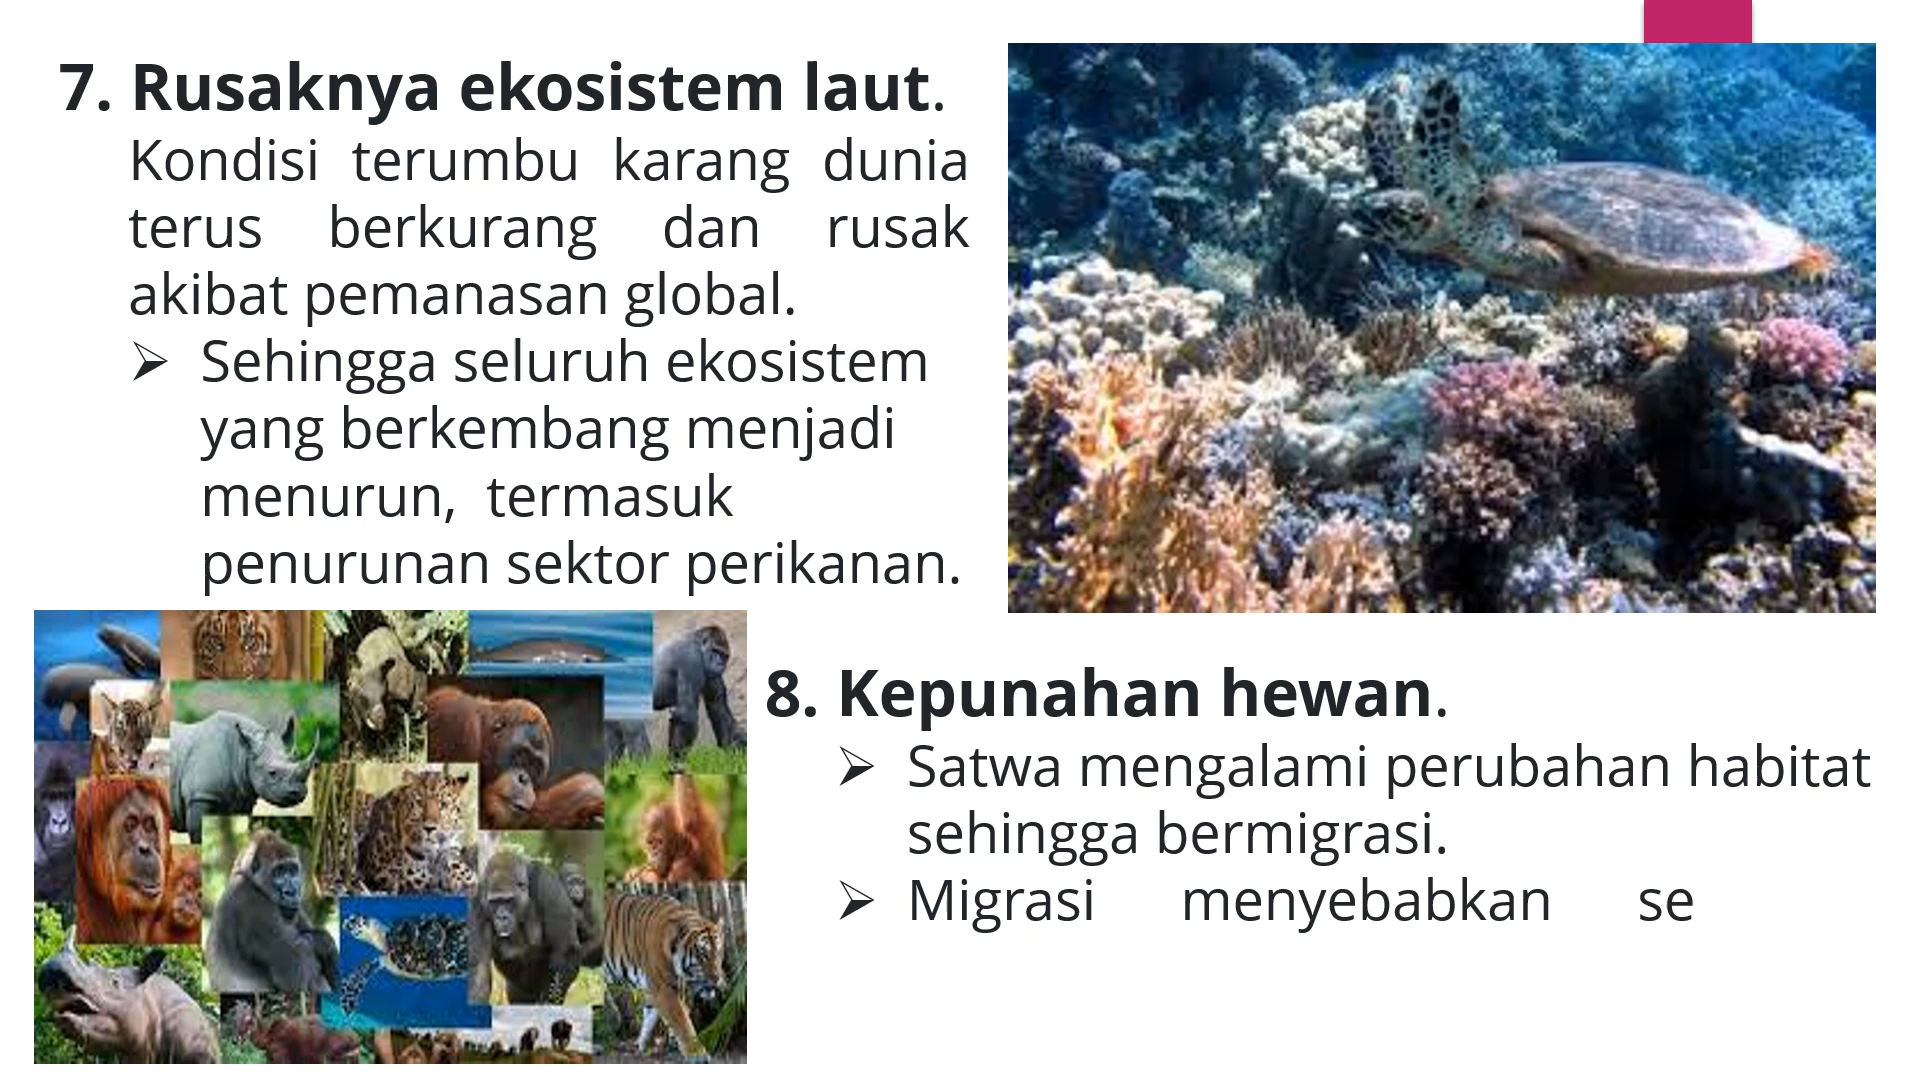 7. Rusaknya ekosistem laut.
Kondisi terumbu karang dunia
terus berkurang dan rusak
akibat pemanasan global.
➢ Sehingga seluruh ekosistem
yang berkembang menjadi
menurun, termasuk
penurunan sektor perikanan.
8. Kepunahan hewan.
➢ Satwa mengalami perubahan habitat
sehingga bermigrasi.
➢ Migrasi menyebabkan se